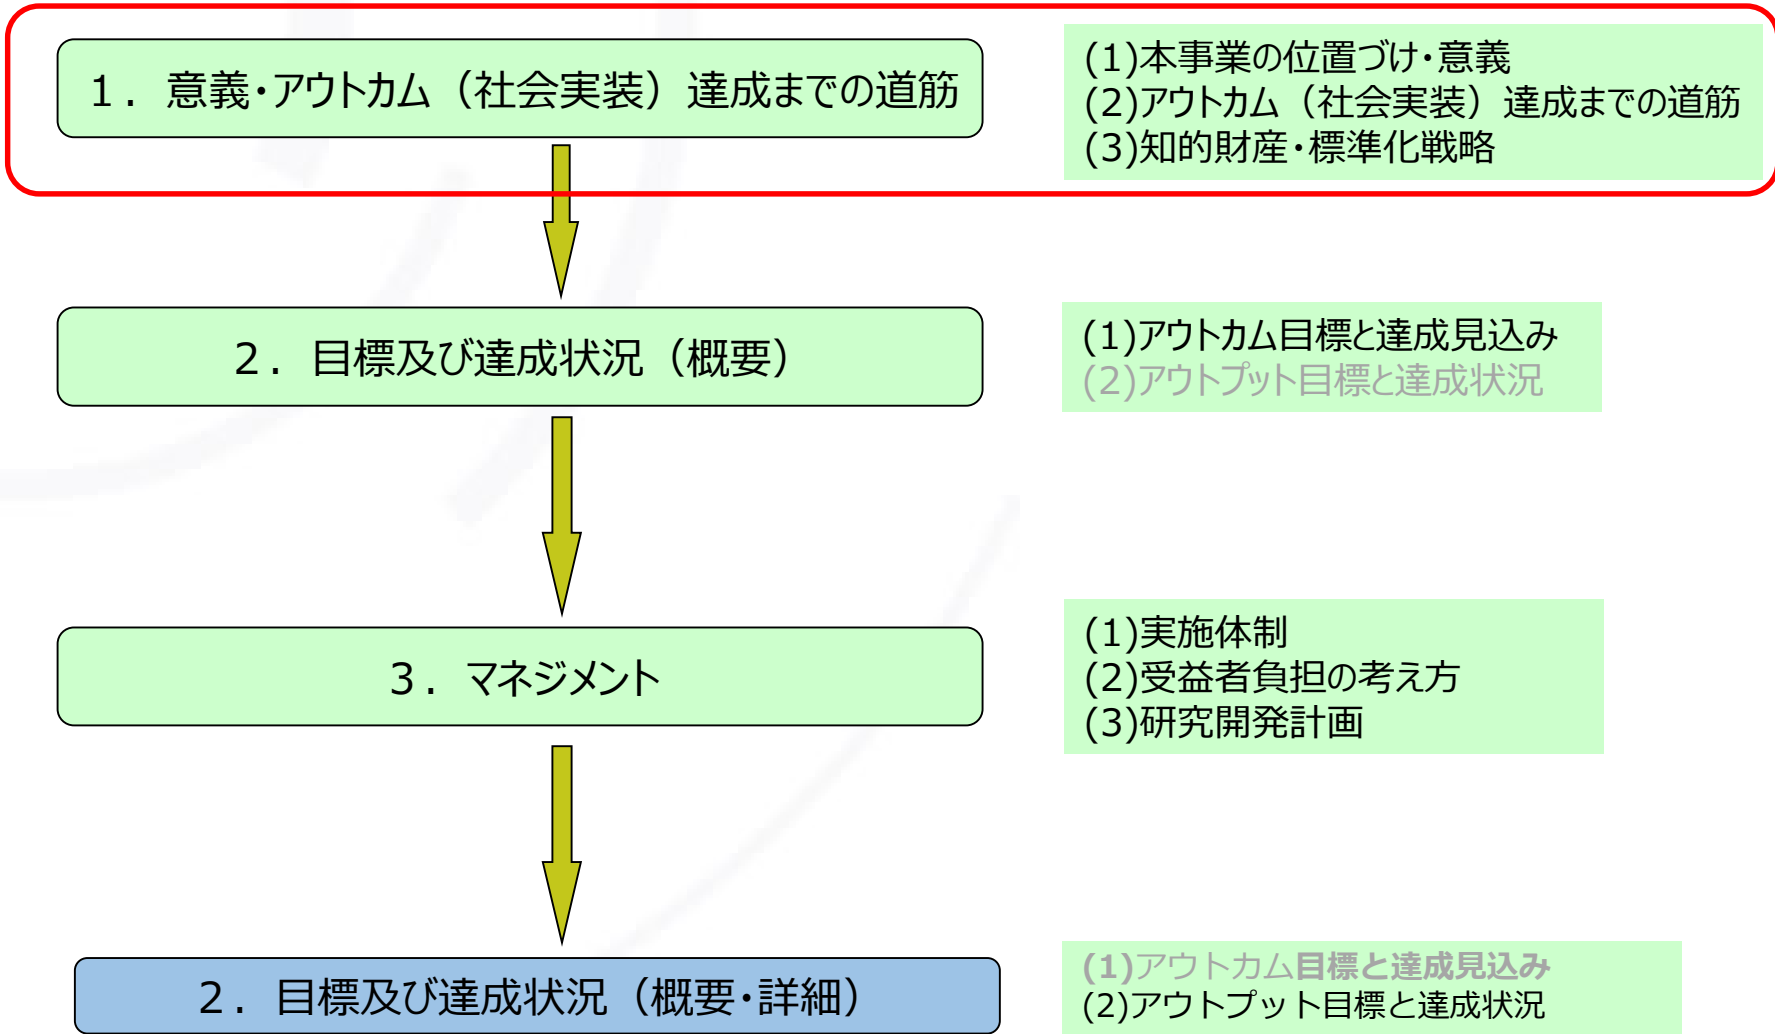 1. 意義・アウトカム（社会実装）達成までの道筋
(1)本事業の位置づけ・意義
(2)アウトカム（社会実装）達成までの道筋
(3)知的財産・標準化戦略
2. 目標及び達成状況（概要）
(1)アウトカム目標と達成見込み
(2)アウトプット目標と達成状況
3. マネジメント
(1)実施体制
(2)受益者負担の考え方
(3)研究開発計画
2. 目標及び達成状況（概要・詳細）
(1)アウトカム目標と達成見込み
(2)アウトプット目標と達成状況